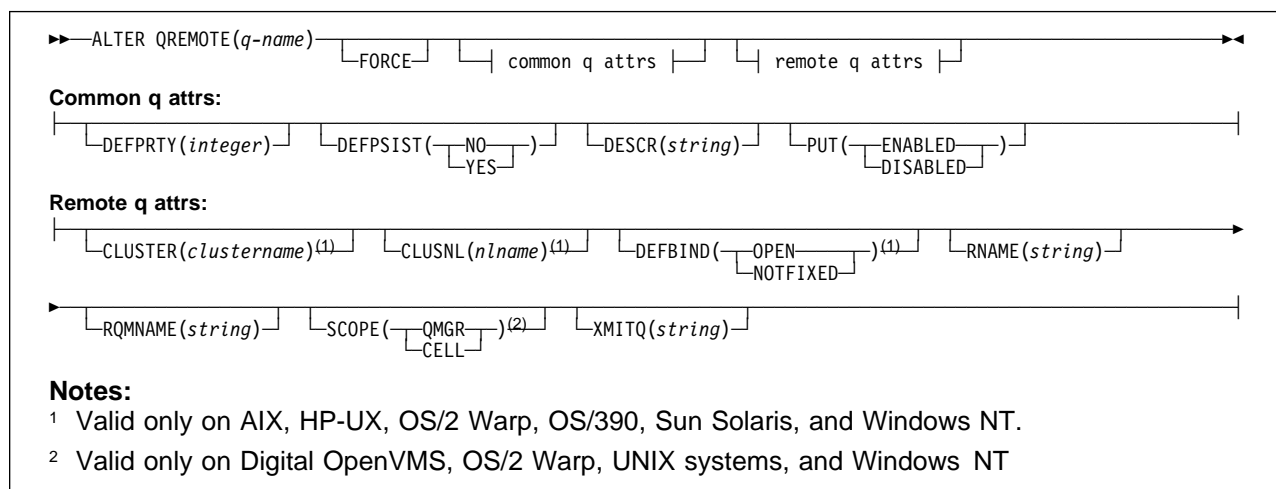 ALTER QREMOTE(q-name) FORCE common q attrs remote q attrs
Common q attrs:
DEFPRTY(integer) DEFPSIST( NO ) DESCR(string) PUT( ENABLED )
YES DISABLED
Remote q attrs:
CLUSTER(clustername)(1) CLUSNL(nlname)(1) DEFBIND( OPEN )(1) RNAME(string)
NOTFIXED
RQMNAME(string) SCOPE( QMGR )(2) XMITQ(string)
CELL
Notes:
1 Valid only on AIX, HP-UX, OS/2 Warp, OS/390, Sun Solaris, and Windows NT.
2 Valid only on Digital OpenVMS, OS/2 Warp, UNIX systems, and Windows NT